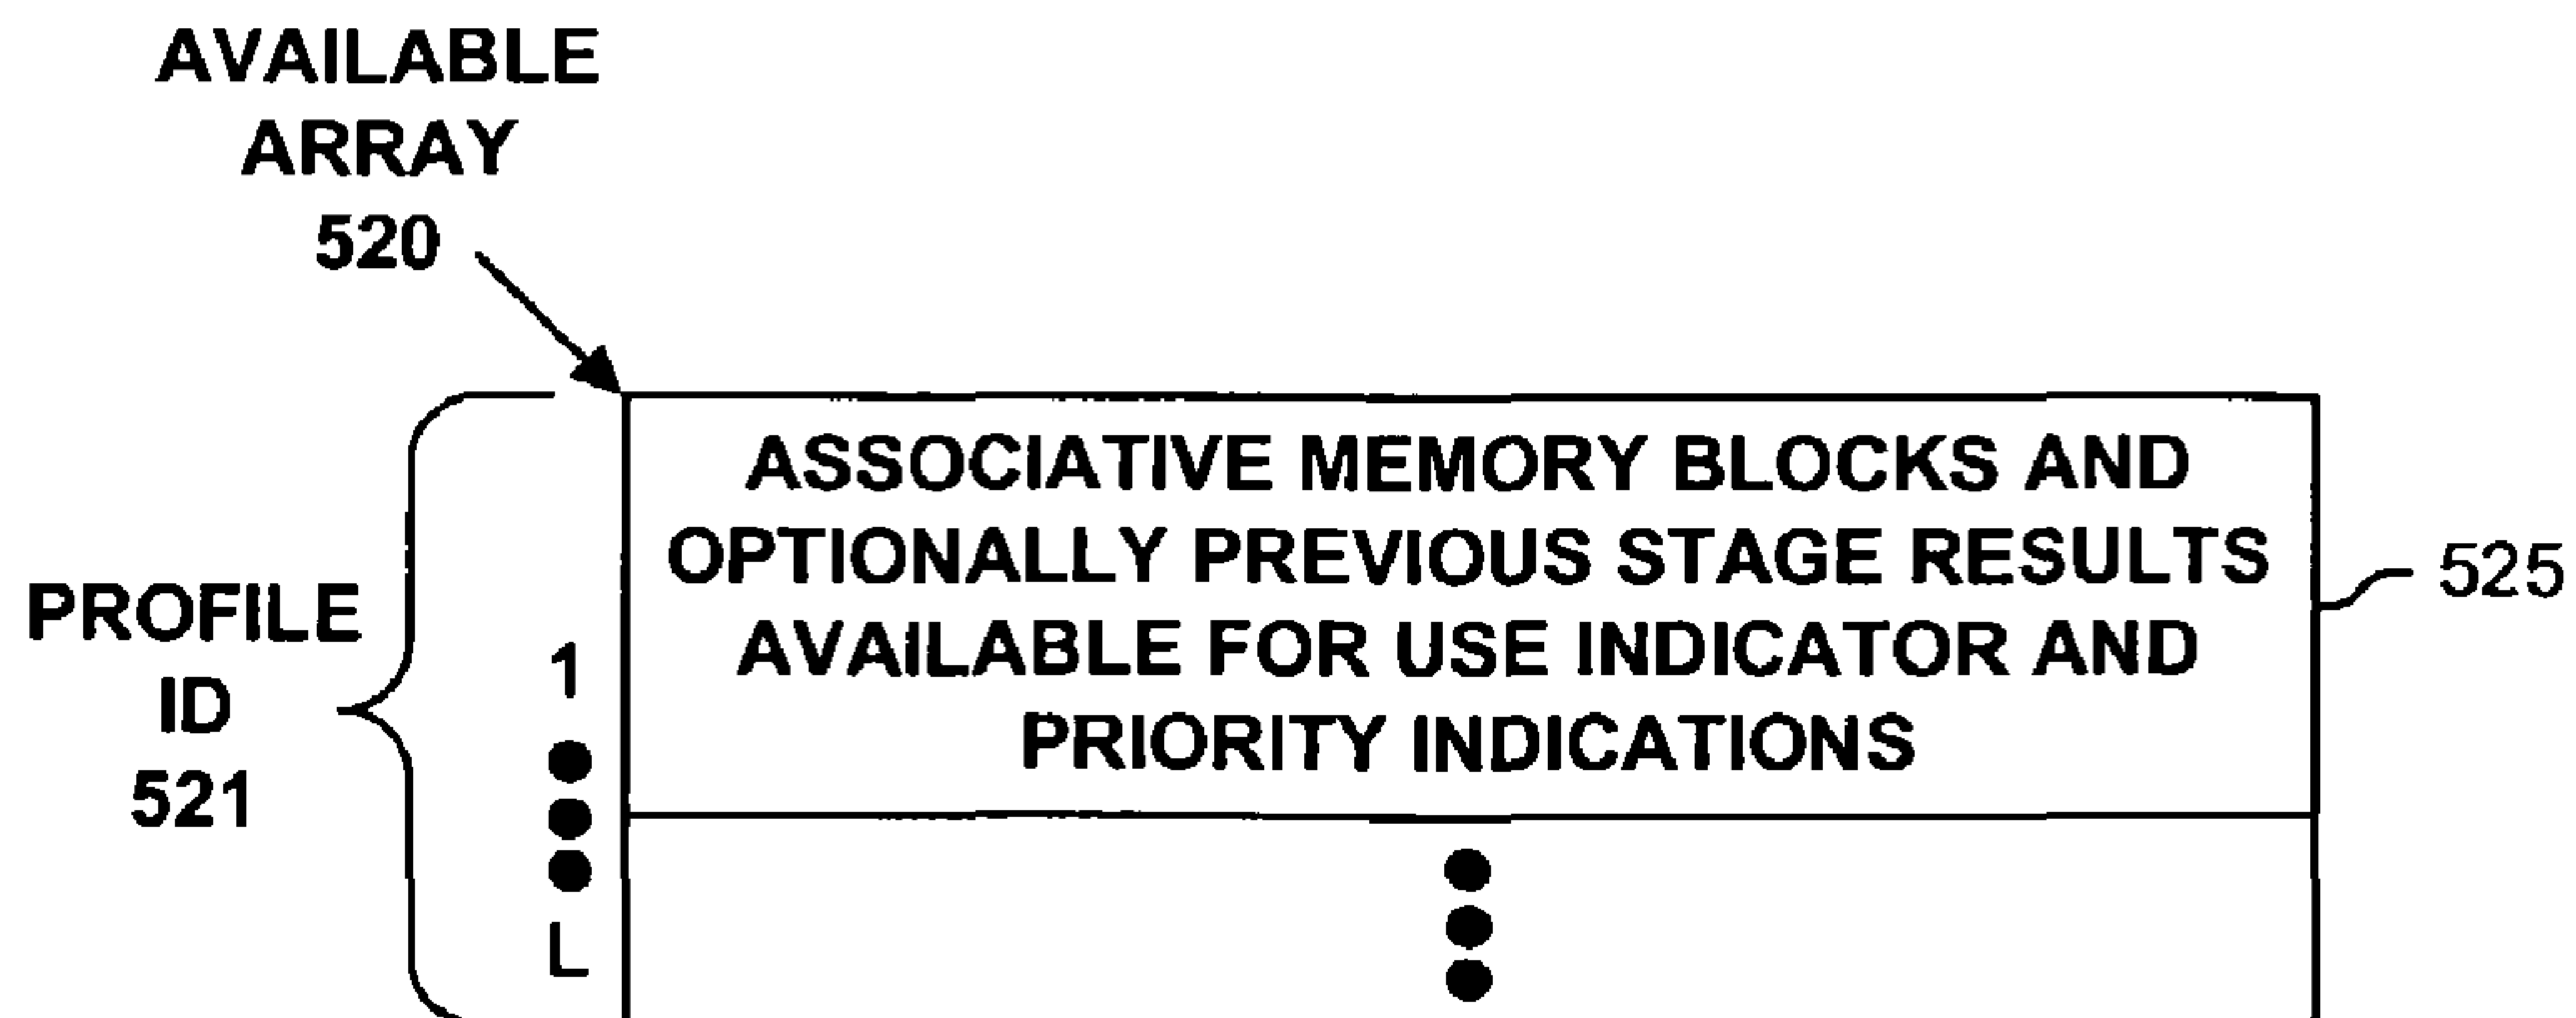 AVAILABLE
ARRAY
520
ASSOCIATIVE MEMORY BLOCKS AND
OPTIONALLY PREVIOUS STAGE RESULTS
AVAILABLE FOR USE INDICATOR AND
PRIORITY INDICATIONS
525
PROFILE
ID
521
1
L